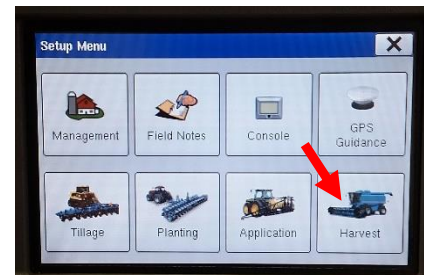 Setup Menu
X
Management
Field Notes
Console
GPS
Guidance
Tillage
Planting
Application
Harvest